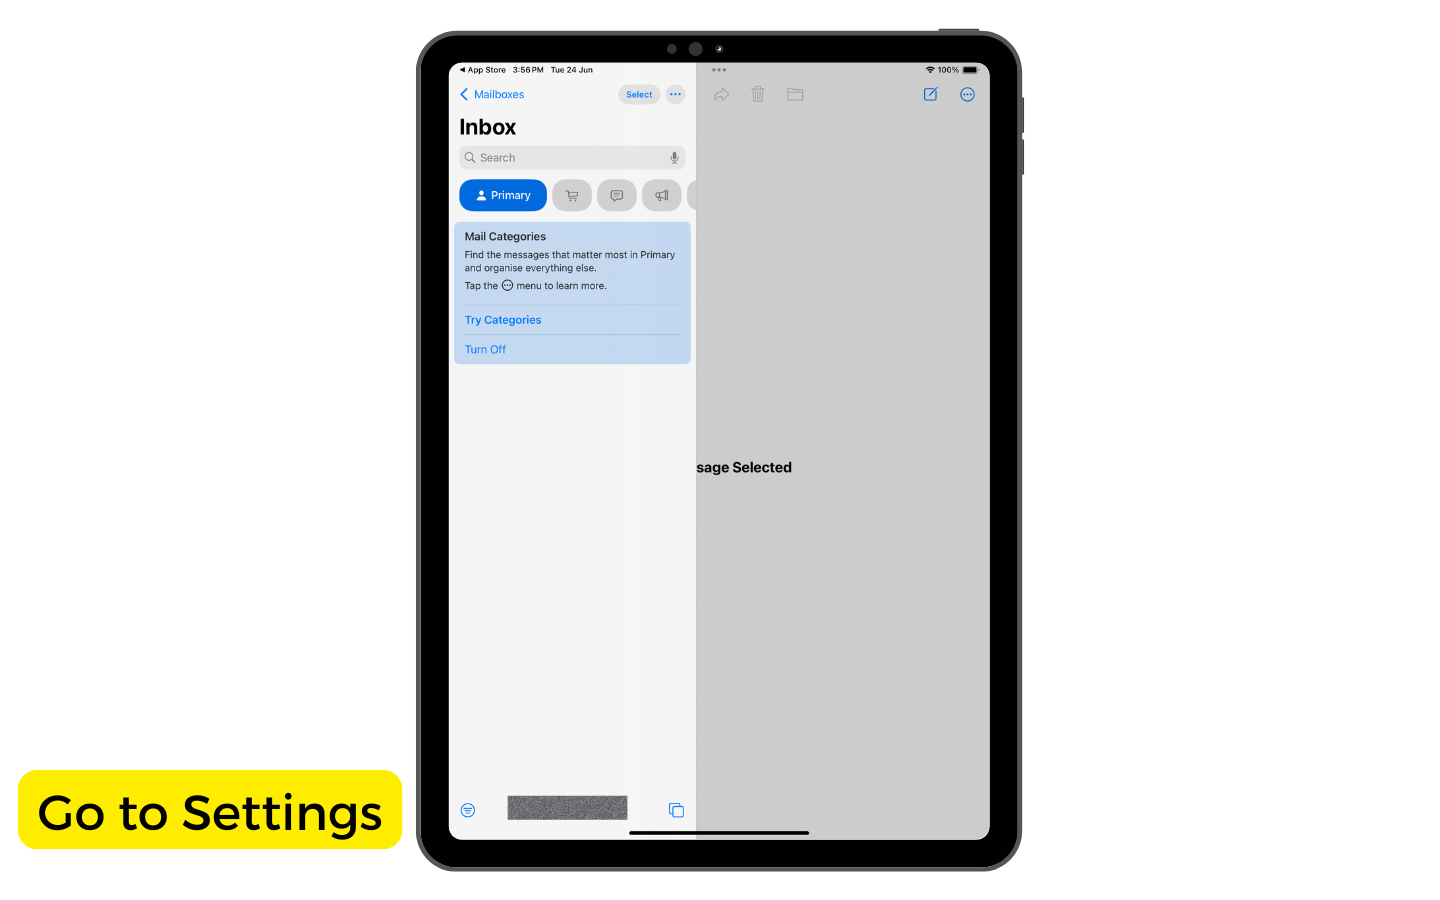 App Store 3:56 PM Tue 24 Jun
100%
Mailboxes
Select
Inbox
Search
Primary
Mail Categories
Find the messages that matter most in Primary
and organise everything else.
Tap the menu to learn more.
Try Categories
Turn Off
sage Selected
Go to Settings